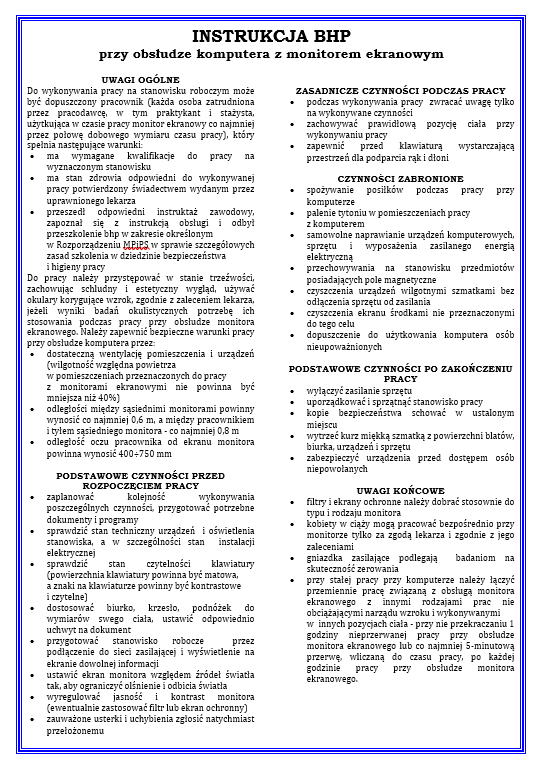 INSTRUKCJA BHP
przy obsłudze komputera z monitorem ekranowym
UWAGI OGÓLNE
Do wykonywania pracy na stanowisku roboczym może
być dopuszczony pracownik (każda osoba zatrudniona
przez pracodawcę, w tym praktykant i stażysta,
użytkująca w czasie pracy monitor ekranowy co najmniej
przez połowę dobowego wymiaru czasu pracy), który
spełnia następujące warunki:
• ma wymagane kwalifikacje do pracy na
wyznaczonym stanowisku
• ma stan zdrowia odpowiedni do wykonywanej
pracy potwierdzony świadectwem wydanym przez
uprawnionego lekarza
• przeszedł odpowiedni instruktaż zawodowy,
zapoznał się z instrukcją obsługi i odbył
przeszkolenie bhp w zakresie określonym
w Rozporządzeniu MPiPS w sprawie szczegółowych
zasad szkolenia w dziedzinie bezpieczeństwa
i higieny pracy
Do pracy należy przystępować w stanie trzeźwości,
zachowując schludny i estetyczny wygląd, używać
okulary korygujące wzrok, zgodnie z zaleceniem lekarza,
jeżeli wyniki badań okulistycznych potrzebę ich
stosowania podczas pracy przy obsłudze monitora
ekranowego. Należy zapewnić bezpieczne warunki pracy
przy obsłudze komputera przez:
• dostateczną wentylację pomieszczenia i urządzeń
(wilgotność względna powietrza
w pomieszczeniach przeznaczonych do pracy
z monitorami ekranowymi nie powinna być
mniejsza niż 40%)
• odległości między sąsiednimi monitorami powinny
wynosić co najmniej 0,6 m, a między pracownikiem
i tyłem sąsiedniego monitora - co najmniej 0,8 m
• odległość oczu pracownika od ekranu monitora
powinna wynosić 400÷750 mm
PODSTAWOWE CZYNNOŚCI PRZED
ROZPOCZĘCIEM PRACY
• zaplanować kolejność wykonywania
poszczególnych czynności, przygotować potrzebne
dokumenty i programy
• sprawdzić stan techniczny urządzeń i oświetlenia
stanowiska, a w szczególności stan instalacji
elektrycznej
• sprawdzić stan czytelności klawiatury
(powierzchnia klawiatury powinna być matowa,
a znaki na klawiaturze powinny być kontrastowe
i czytelne)
• dostosować biurko, krzesło, podnóżek do
wymiarów swego ciała, ustawić odpowiednio
uchwyt na dokument
• przygotować stanowisko robocze przez
podłączenie do sieci zasilającej i wyświetlenie na
ekranie dowolnej informacji
• ustawić ekran monitora względem źródeł światła
tak, aby ograniczyć olśnienie i odbicia światła
• wyregulować jasność i kontrast monitora
(ewentualnie zastosować filtr lub ekran ochronny)
• zauważone usterki i uchybienia zgłosić natychmiast
przełożonemu
ZASADNICZE CZYNNOŚCI PODCZAS PRACY
• podczas wykonywania pracy zwracać uwagę tylko
na wykonywane czynności
• zachowywać prawidłową pozycję ciała przy
wykonywaniu pracy
• zapewnić przed klawiaturą wystarczającą
przestrzeń dla podparcia rąk i dłoni
CZYNNOŚCI ZABRONIONE
• spożywanie posiłków podczas pracy przy
komputerze
• palenie tytoniu w pomieszczeniach pracy
z komputerem
• samowolne naprawianie urządzeń komputerowych,
sprzętu i wyposażenia zasilanego energią
elektryczną
• przechowywania na stanowisku przedmiotów
posiadających pole magnetyczne
• czyszczenia urządzeń wilgotnymi szmatkami bez
odłączenia sprzętu od zasilania
• czyszczenia ekranu środkami nie przeznaczonymi
do tego celu
• dopuszczenie do użytkowania komputera osób
nieupoważnionych
PODSTAWOWE CZYNNOŚCI PO ZAKOŃCZENIU
PRACY
• wyłączyć zasilanie sprzętu
• uporządkować i sprzątnąć stanowisko pracy
• kopie bezpieczeństwa schować w ustalonym
miejscu
• wytrzeć kurz miękką szmatką z powierzchni blatów,
biurka, urządzeń i sprzętu
• zabezpieczyć urządzenia przed dostępem osób
niepowołanych
UWAGI KOŃCOWE
• filtry i ekrany ochronne należy dobrać stosownie do
typu i rodzaju monitora
• kobiety w ciąży mogą pracować bezpośrednio przy
monitorze tylko za zgodą lekarza i zgodnie z jego
zaleceniami
• gniazdka zasilające podlegają badaniom na
skuteczność zerowania
• przy stałej pracy przy komputerze należy łączyć
przemiennie pracę związaną z obsługą monitora
ekranowego z innymi rodzajami prac nie
obciążającymi narządu wzroku i wykonywanymi
w innych pozycjach ciała - przy nie przekraczaniu 1
godziny nieprzerwanej pracy przy obsłudze
monitora ekranowego lub co najmniej 5-minutową
przerwę, wliczaną do czasu pracy, po każdej
godzinie pracy przy obsłudze monitora
ekranowego.